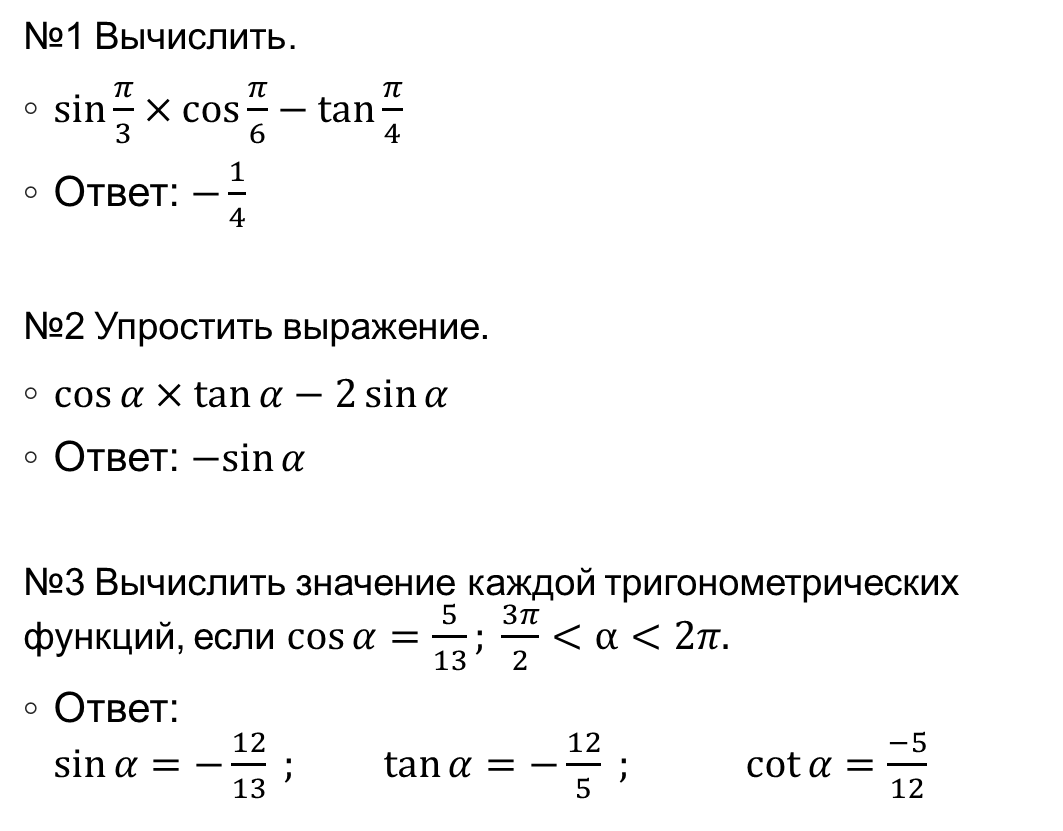 №1 Вычислить.
◦ sin π/3 × cos π/6 − tan π/4
◦ Ответ: − 1/4
№2 Упростить выражение.
◦ cos α × tan α − 2 sin α
◦ Ответ: −sin α
№3 Вычислить значение каждой тригонометрических
функций, если cos α = 5/13; 3π/2 < α < 2π.
◦ Ответ:
sin α = − 12/13 ; tan α = − 12/5 ; cot α = −5/12